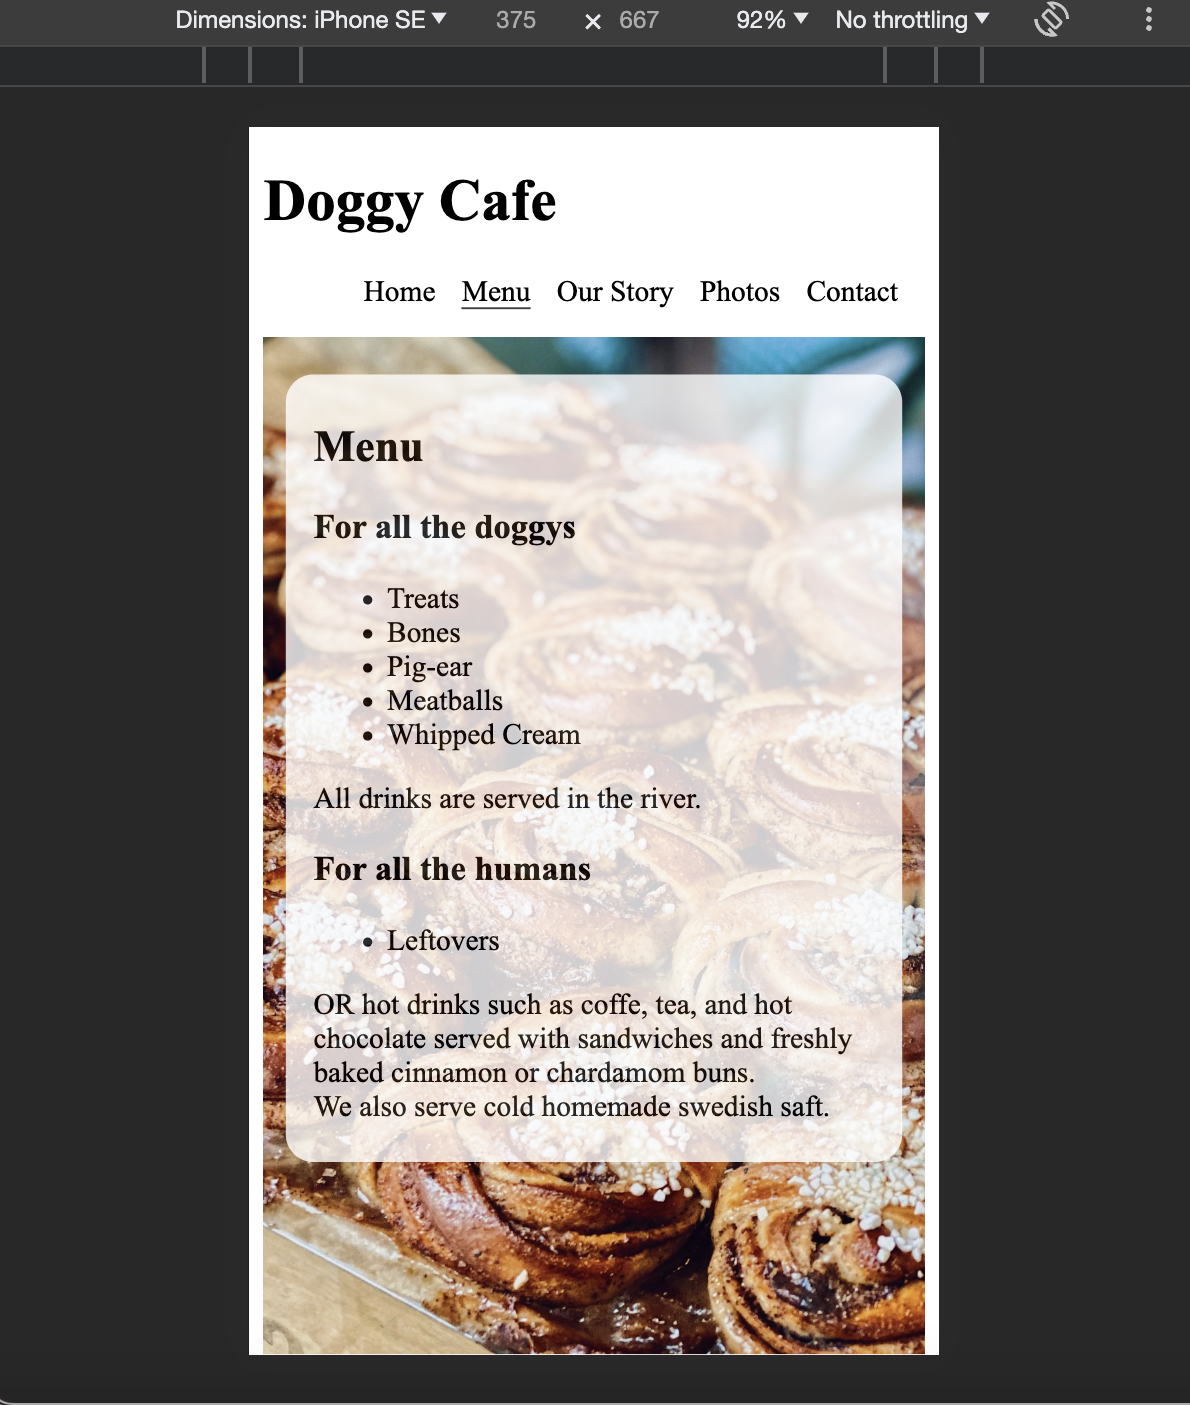 Dimensions: iPhone SE 375 × 667 92% No throttling
Doggy Cafe
Home Menu Our Story Photos Contact
Menu
For all the doggys
Treats
Bones
Pig-ear
Meatballs
Whipped Cream
All drinks are served in the river.
For all the humans
Leftovers
OR hot drinks such as coffe, tea, and hot
chocolate served with sandwiches and freshly
baked cinnamon or chardamom buns.
We also serve cold homemade swedish saft.